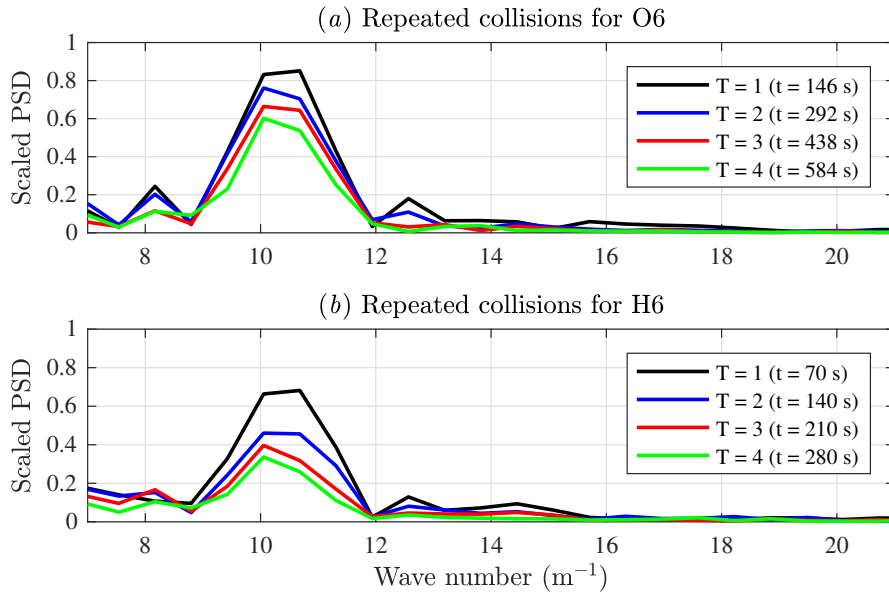 (a) Repeated collisions for O6
Scaled PSD
1
0.8
0.6
0.4
0.2
0
T = 1 (t = 146 s)
T = 2 (t = 292 s)
T = 3 (t = 438 s)
T = 4 (t = 584 s)
8 10 12 14 16 18 20
(b) Repeated collisions for H6
Scaled PSD
1
0.8
0.6
0.4
0.2
0
T = 1 (t = 70 s)
T = 2 (t = 140 s)
T = 3 (t = 210 s)
T = 4 (t = 280 s)
8 10 12 14 16 18 20
Wave number (m⁻¹)